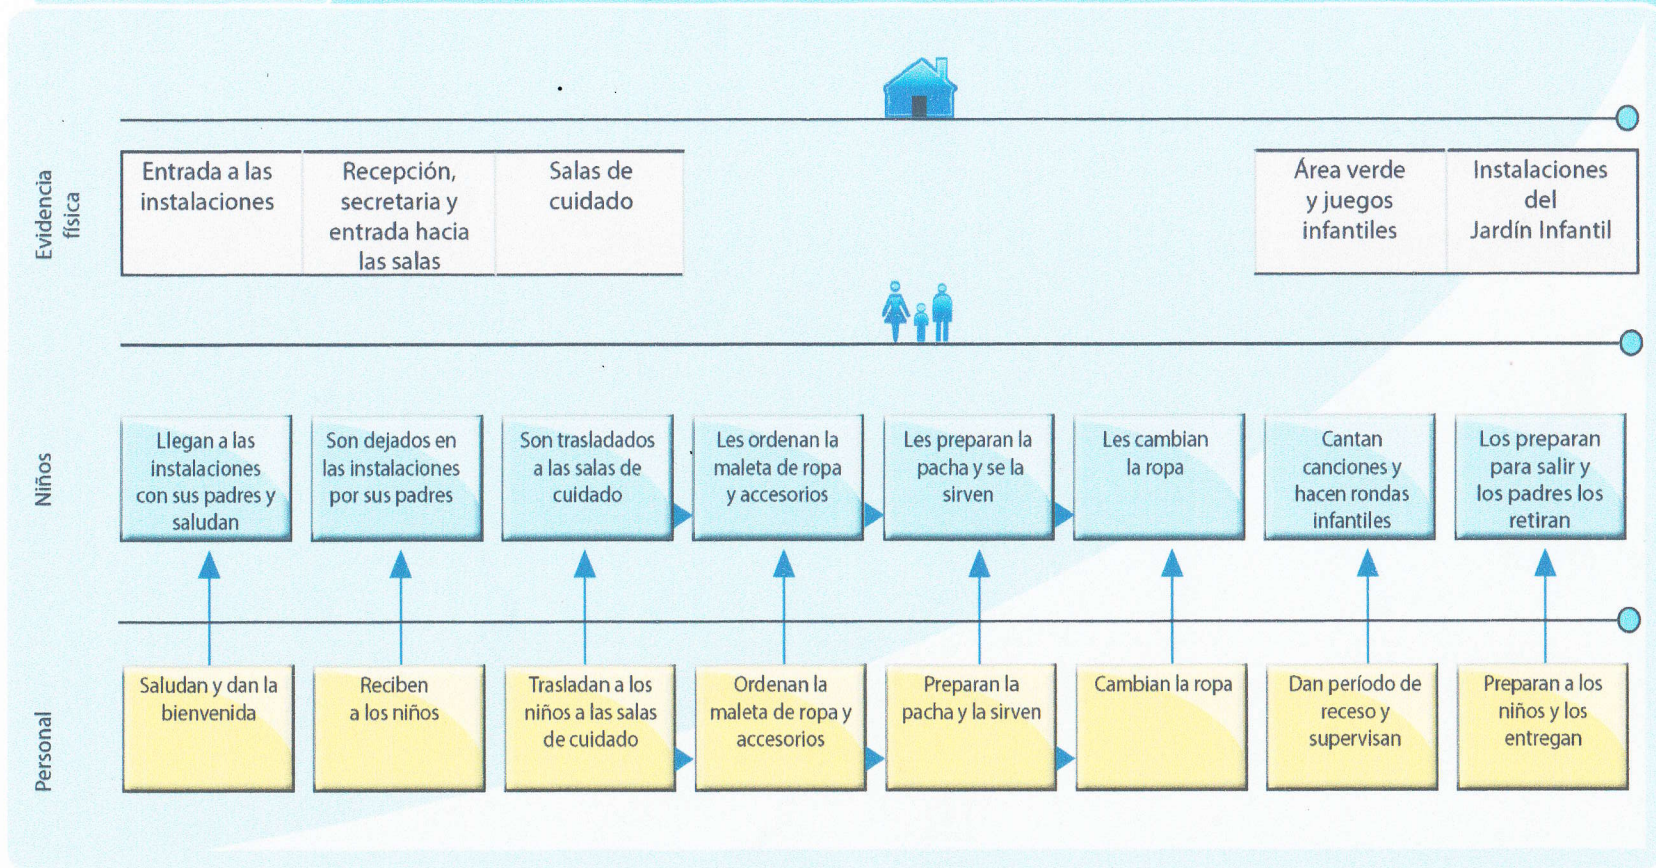 Evidencia
física
Entrada a las
instalaciones
Recepción,
secretaria y
entrada hacia
las salas
Salas de
cuidado
Área verde
y juegos
infantiles
Instalaciones
del
Jardín Infantil
Niños
Llegan a las
instalaciones
con sus padres y
saludan
Son dejados en
las instalaciones
por sus padres
Son trasladados
a las salas de
cuidado
Les ordenan la
maleta de ropa
y accesorios
Les preparan la
pacha y se la
sirven
Les cambian
la ropa
Cantan
canciones y
hacen rondas
infantiles
Los preparan
para salir y
los padres los
retiran
Personal
Saludan y dan la
bienvenida
Reciben
a los niños
Trasladan a los
niños a las salas
de cuidado
Ordenan la
maleta de ropa y
accesorios
Preparan la
pacha y la sirven
Cambian la ropa
Dan período de
receso y
supervisan
Preparan a los
niños y los
entregan